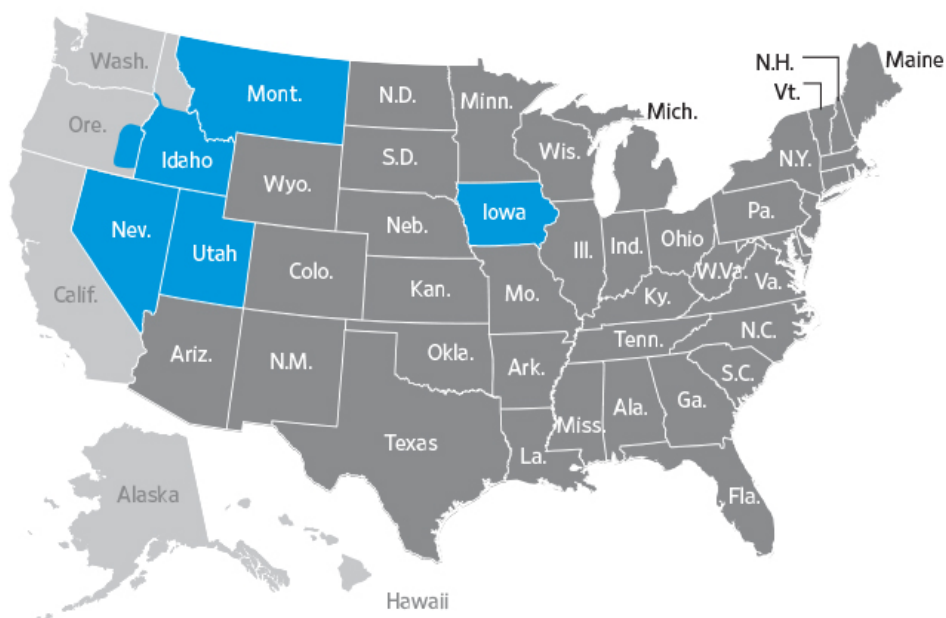 Wash.
Mont.
N.D.
Minn.
Mich.
N.H.
Vt.
Maine
Ore.
Idaho
S.D.
Wis.
N.Y.
Wyo.
Nev.
Utah
Iowa
Neb.
Ill.
Ind.
Ohio
Pa.
Calif.
Colo.
Kan.
Mo.
Ky.
W.Va.
Va.
Ariz.
N.M.
Okla.
Ark.
Tenn.
N.C.
S.C.
Texas
La.
Miss.
Ala.
Ga.
Fla.
Alaska
Hawaii